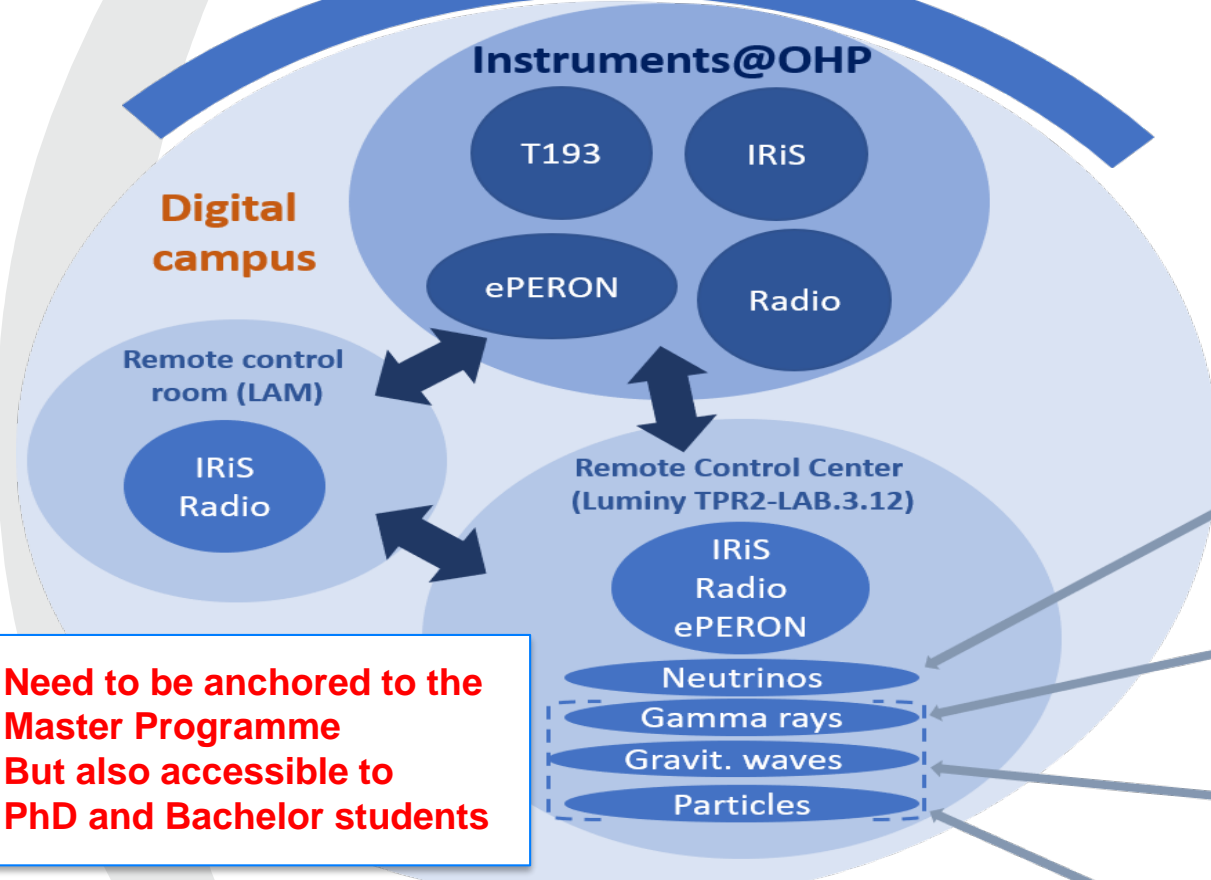 Instruments@OHP
T193
IRiS
ePERON
Radio
Digital
campus
Remote control
room (LAM)
IRiS
Radio
Remote Control Center
(Luminy TPR2-LAB.3.12)
IRiS
Radio
ePERON
Neutrinos
Gamma rays
Gravit. waves
Particles
Need to be anchored to the
Master Programme
But also accessible to
PhD and Bachelor students